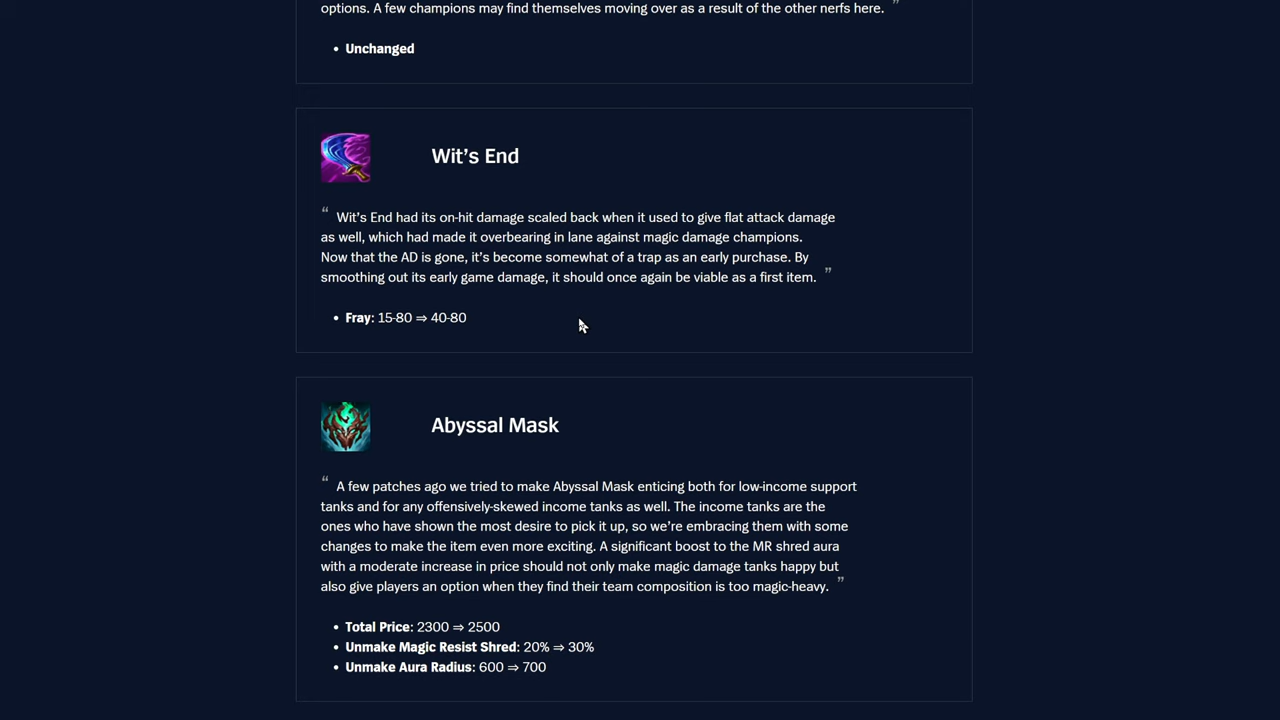 options. A few champions may find themselves moving over as a result of the other nerfs here. ”
• Unchanged
Wit’s End
“ Wit’s End had its on-hit damage scaled back when it used to give flat attack damage
as well, which had made it overbearing in lane against magic damage champions.
Now that the AD is gone, it’s become somewhat of a trap as an early purchase. By
smoothing out its early game damage, it should once again be viable as a first item. ”
• Fray: 15-80 ⇒ 40-80
Abyssal Mask
“ A few patches ago we tried to make Abyssal Mask enticing both for low-income support
tanks and for any offensively-skewed income tanks as well. The income tanks are the
ones who have shown the most desire to pick it up, so we’re embracing them with some
changes to make the item even more exciting. A significant boost to the MR shred aura
with a moderate increase in price should not only make magic damage tanks happy but
also give players an option when they find their team composition is too magic-heavy. ”
• Total Price: 2300 ⇒ 2500
• Unmake Magic Resist Shred: 20% ⇒ 30%
• Unmake Aura Radius: 600 ⇒ 700